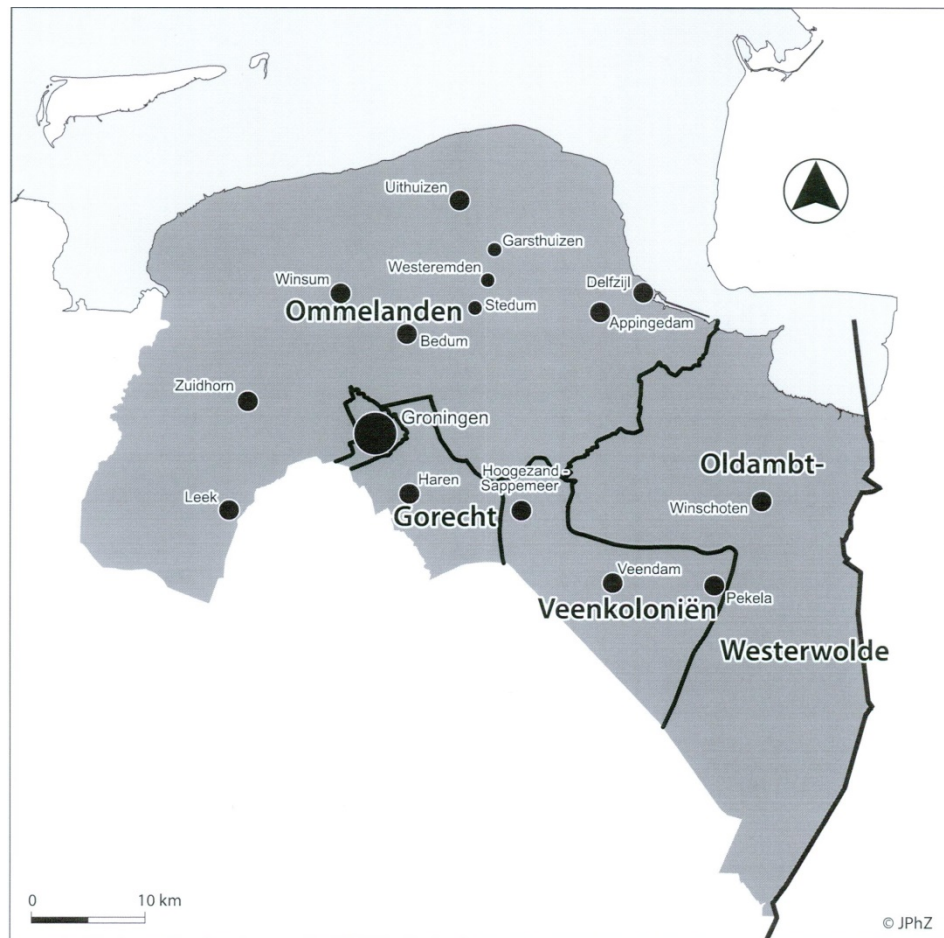 Uithuizen
Garsthuizen
Westeremden
Winsum
Delfzijl
Ommelanden
Stedum
Appingedam
Bedum
Zuidhorn
Groningen
Oldambt-
Haren
Hoogezand -
Sappemeer
Leek
Winschoten
Gorecht
Veendam
Pekela
Veenkoloniën
Westerwolde
0 10 km
© JPhZ